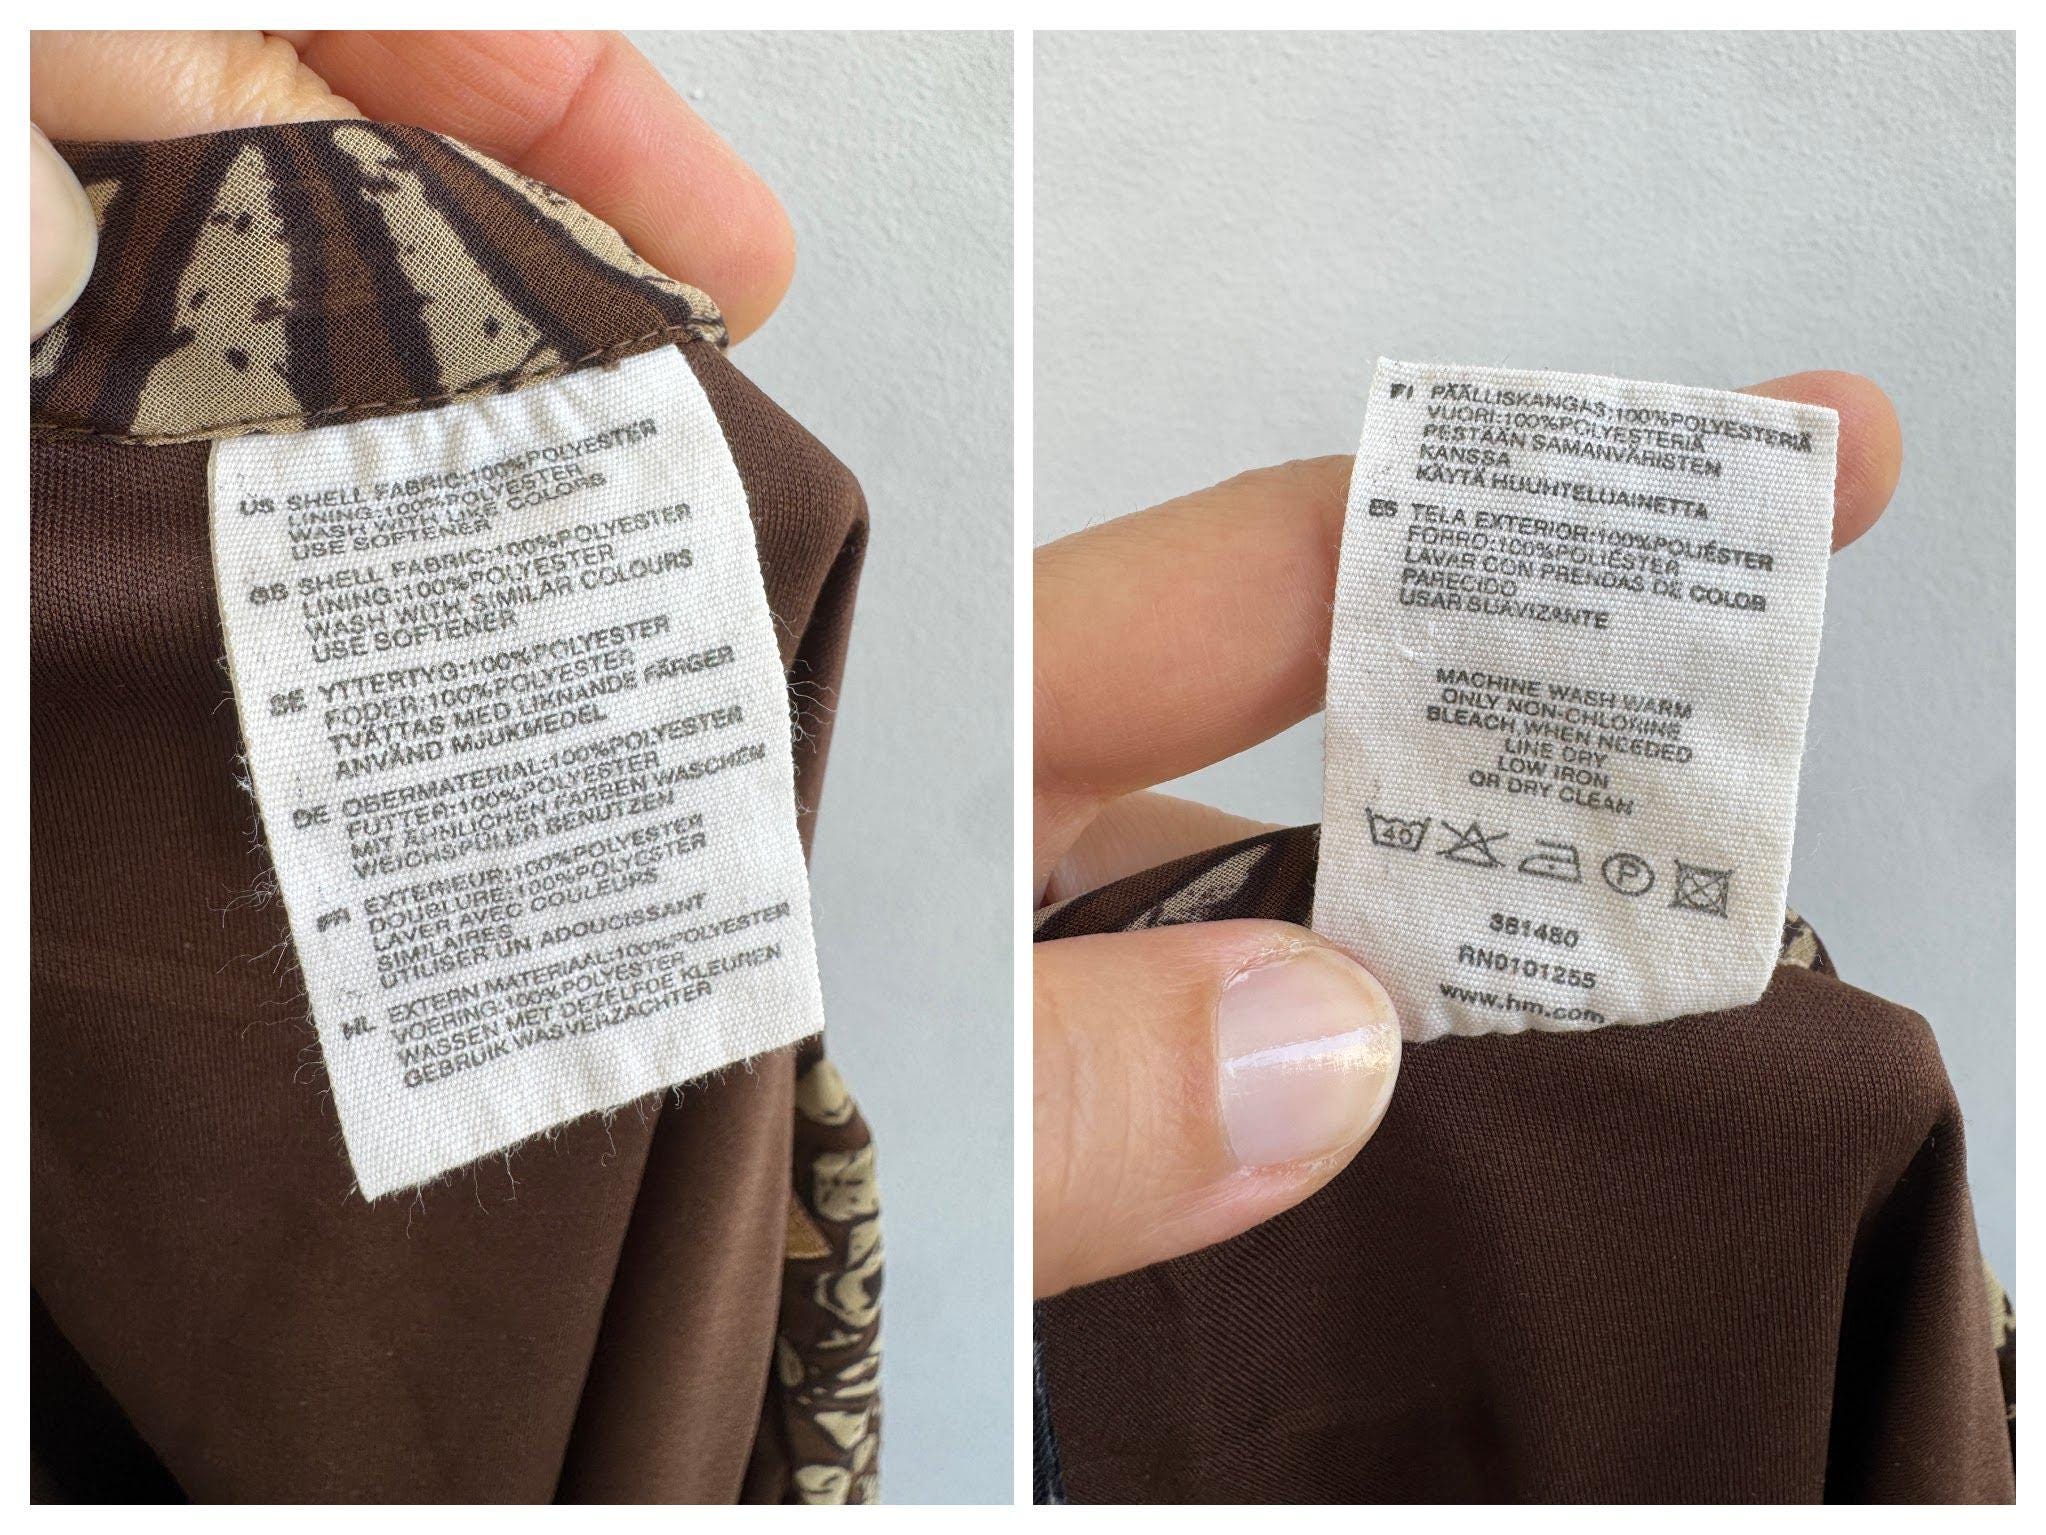 US SHELL FABRIC:100%POLYESTER
LINING:100%POLYESTER
WASH WITH LIKE COLORS
USE SOFTENER
GB SHELL FABRIC:100%POLYESTER
LINING:100%POLYESTER
WASH WITH SIMILAR COLOURS
USE SOFTENER
SE YTTERTYG:100%POLYESTER
FODER:100%POLYESTER
TVÄTTAS MED LIKNANDE FÄRGER
ANVÄND MJUKMEDEL
DE OBERMATERIAL:100%POLYESTER
FUTTER:100%POLYESTER
MIT ÄHNLICHEN FARBEN WASCHEN
WEICHSPÜLER BENUTZEN
FR EXTERIEUR:100%POLYESTER
DOUBLURE:100%POLYESTER
LAVER AVEC COULEURS
SIMILAIRES
UTILISER UN ADOUCISSANT
NL EXTERN MATERIAAL:100%POLYESTER
VOERING:100%POLYESTER
WASSEN MET DEZELFDE KLEUREN
GEBRUIK WASVERZACHTER
FI PÄÄLLISKANGAS:100%POLYESTERIÄ
VUORI:100%POLYESTERIÄ
PESTÄÄN SAMANVÄRISTEN
KANSSA
KÄYTÄ HUUHTELUAINETTA
ES TELA EXTERIOR:100%POLIÉSTER
FORRO:100%POLIÉSTER
LAVAR CON PRENDAS DE COLOR
PARECIDO
USAR SUAVIZANTE
MACHINE WASH WARM
ONLY NON-CHLORINE
BLEACH, WHEN NEEDED
LINE DRY
LOW IRON
OR DRY CLEAN
40 P
381480
RN0101255
www.hm.com